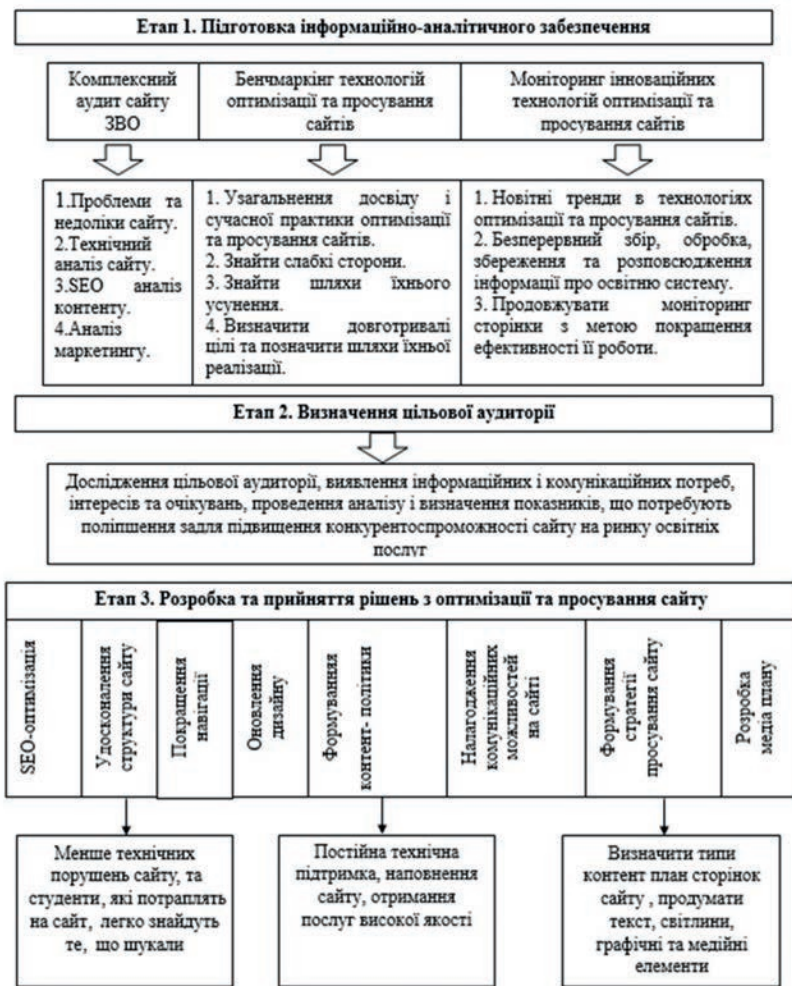 Етап 1. Підготовка інформаційно-аналітичного забезпечення
Комплексний
аудит сайту
ЗВО
Бенчмаркінг технологій
оптимізації та просування
сайтів
Моніторинг інноваційних
технологій оптимізації та
просування сайтів
1.Проблеми та
недоліки сайту.
2.Технічний
аналіз сайту.
3.SEO аналіз
контенту.
4.Аналіз
маркетингу.
1. Узагальнення досвіду і
сучасної практики оптимізації
та просування сайтів.
2. Знайти слабкі сторони.
3. Знайти шляхи їхнього
усунення.
4. Визначити довготривалі
цілі та позначити шляхи їхньої
реалізації.
1. Новітні тренди в технологіях
оптимізації та просування сайтів.
2. Безперервний збір, обробка,
збереження та розповсюдження
інформації про освітню систему.
3. Продовжувати моніторинг
сторінки з метою покращення
ефективності її роботи.
Етап 2. Визначення цільової аудиторії
Дослідження цільової аудиторії, виявлення інформаційних і комунікаційних потреб,
інтересів та очікувань, проведення аналізу і визначення показників, що потребують
поліпшення задля підвищення конкурентоспроможності сайту на ринку освітніх
послуг
Етап 3. Розробка та прийняття рішень з оптимізації та просування сайту
SEO-оптимізація
Удосконалення
структури сайту
Покращення
навігації
Оновлення
дизайну
Формуванняя
контент- політики
Налагодження
комунікаційних
можливостей
на сайті
Формування
стратегії
просування сайту
Розробка
медіа плану
Менше технічних
порушень сайту, та
студенти, які потраплять
на сайт, легко знайдуть
те, що шукали
Постійна технічна
підтримка, наповнення
сайту, отримання
послуг високої якості
Визначити типи
контент план сторінок
сайту , продумати
текст, світлини,
графічні та медійні
елементи